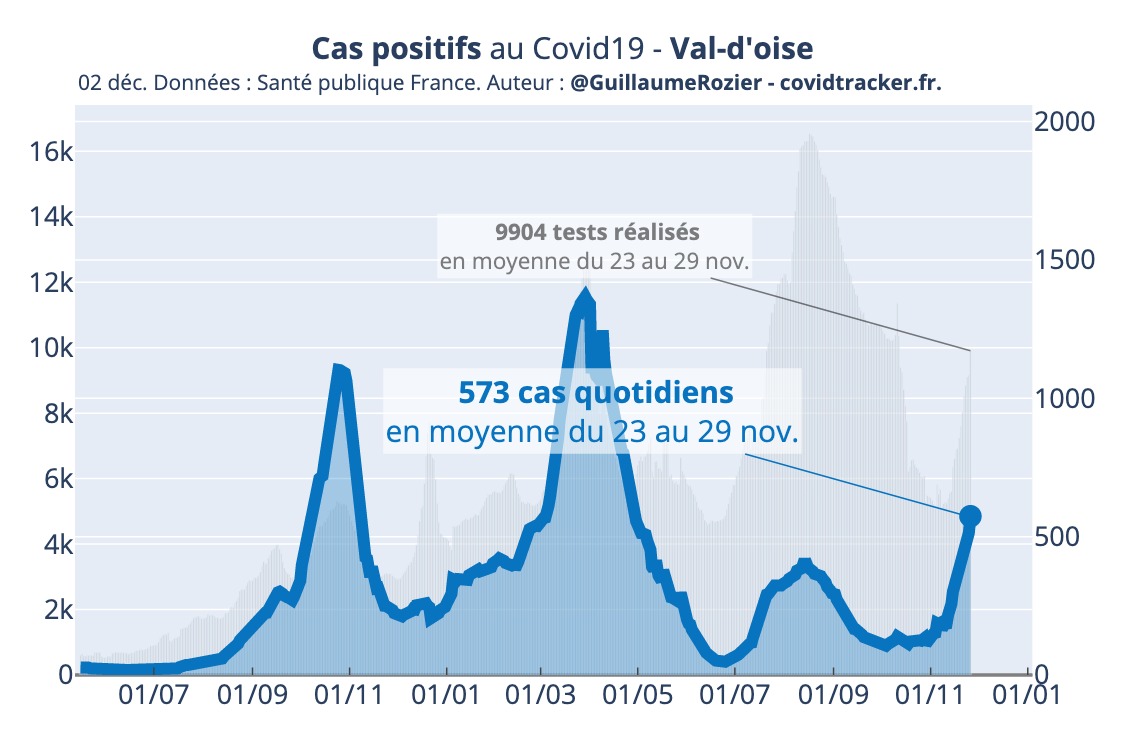 Cas positifs au Covid19 - Val-d'oise
02 déc. Données : Santé publique France. Auteur : @GuillaumeRozier - covidtracker.fr.
2000
16k
14k
9904 tests réalisés
en moyenne du 23 au 29 nov.
1500
12k
10k
573 cas quotidiens
en moyenne du 23 au 29 nov.
1000
8k
6k
4k
500
2k
0
0
01/07 01/09 01/11 01/01 01/03 01/05 01/07 01/09 01/11 01/01